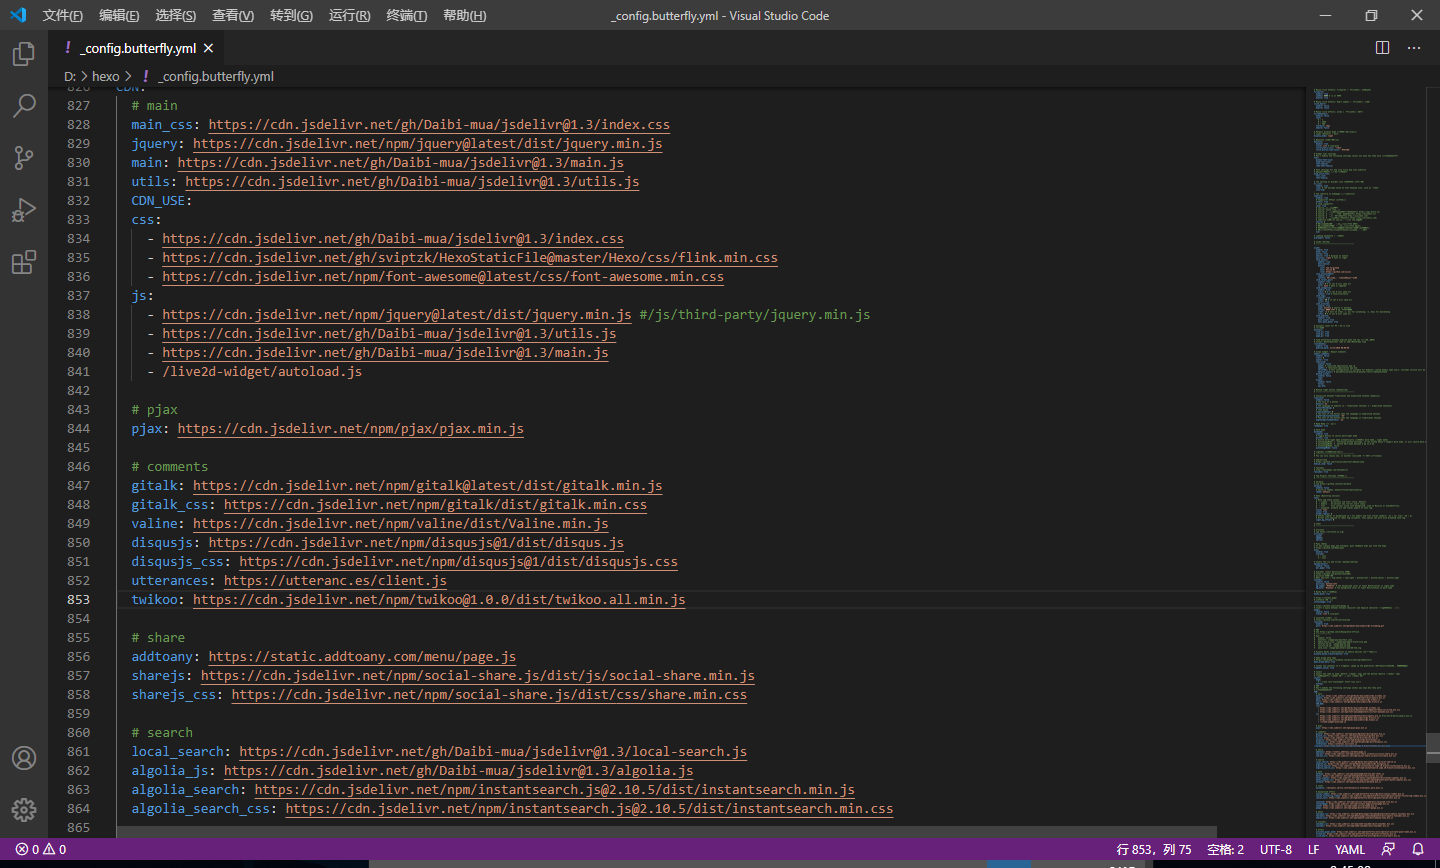 文件(F) 编辑(E) 选择(S) 查看(V) 转到(G) 运行(R) 终端(T) 帮助(H) _config.butterfly.yml - Visual Studio Code
! _config.butterfly.yml
D: > hexo > ! _config.butterfly.yml
826 CDN:
827 # main
828 main_css: https://cdn.jsdelivr.net/gh/Daibi-mua/jsdelivr@1.3/index.css
829 jquery: https://cdn.jsdelivr.net/npm/jquery@latest/dist/jquery.min.js
830 main: https://cdn.jsdelivr.net/gh/Daibi-mua/jsdelivr@1.3/main.js
831 utils: https://cdn.jsdelivr.net/gh/Daibi-mua/jsdelivr@1.3/utils.js
832 CDN_USE:
833 css:
834 - https://cdn.jsdelivr.net/gh/Daibi-mua/jsdelivr@1.3/index.css
835 - https://cdn.jsdelivr.net/gh/sviptzk/HexoStaticFile@master/Hexo/css/flink.min.css
836 - https://cdn.jsdelivr.net/npm/font-awesome@latest/css/font-awesome.min.css
837 js:
838 - https://cdn.jsdelivr.net/npm/jquery@latest/dist/jquery.min.js #/js/third-party/jquery.min.js
839 - https://cdn.jsdelivr.net/gh/Daibi-mua/jsdelivr@1.3/utils.js
840 - https://cdn.jsdelivr.net/gh/Daibi-mua/jsdelivr@1.3/main.js
841 - /live2d-widget/autoload.js
842
843 # pjax
844 pjax: https://cdn.jsdelivr.net/npm/pjax/pjax.min.js
845
846 # comments
847 gitalk: https://cdn.jsdelivr.net/npm/gitalk@latest/dist/gitalk.min.js
848 gitalk_css: https://cdn.jsdelivr.net/npm/gitalk/dist/gitalk.min.css
849 valine: https://cdn.jsdelivr.net/npm/valine/dist/Valine.min.js
850 disqusjs: https://cdn.jsdelivr.net/npm/disqusjs@1/dist/disqus.js
851 disqusjs_css: https://cdn.jsdelivr.net/npm/disqusjs@1/dist/disqusjs.css
852 utterances: https://utteranc.es/client.js
853 twikoo: https://cdn.jsdelivr.net/npm/twikoo@1.0.0/dist/twikoo.all.min.js
854
855 # share
856 addtoany: https://static.addtoany.com/menu/page.js
857 sharejs: https://cdn.jsdelivr.net/npm/social-share.js/dist/js/social-share.min.js
858 sharejs_css: https://cdn.jsdelivr.net/npm/social-share.js/dist/css/share.min.css
859
860 # search
861 local_search: https://cdn.jsdelivr.net/gh/Daibi-mua/jsdelivr@1.3/local-search.js
862 algolia_js: https://cdn.jsdelivr.net/gh/Daibi-mua/jsdelivr@1.3/algolia.js
863 algolia_search: https://cdn.jsdelivr.net/npm/instantsearch.js@2.10.5/dist/instantsearch.min.js
864 algolia_search_css: https://cdn.jsdelivr.net/npm/instantsearch.js@2.10.5/dist/instantsearch.min.css
865
0 0 行 853, 列 75 空格: 2 UTF-8 LF YAML